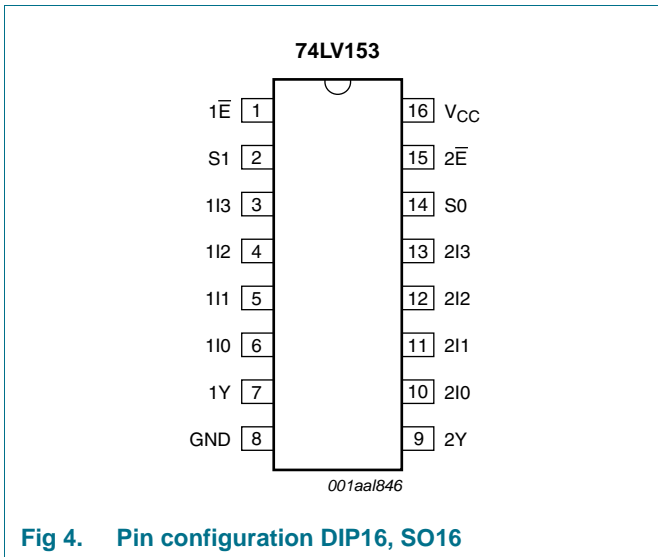 74LV153
1E̅ 1 16 VCC
S1 2 15 2E̅
1I3 3 14 S0
1I2 4 13 2I3
1I1 5 12 2I2
1I0 6 11 2I1
1Y 7 10 2I0
GND 8 9 2Y
001aal846
Fig 4. Pin configuration DIP16, SO16